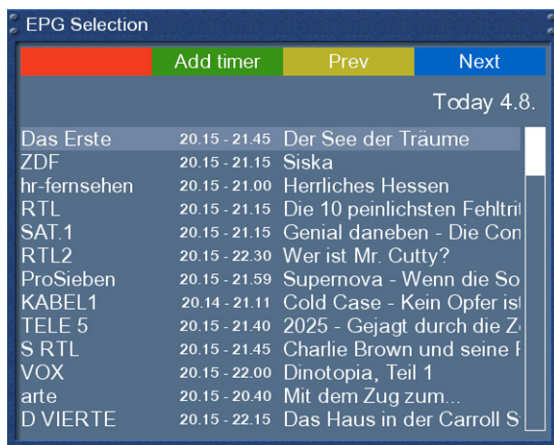 EPG Selection
Add timer Prev Next
Today 4.8.
Das Erste 20.15 - 21.45 Der See der Träume
ZDF 20.15 - 21.15 Siska
hr-fernsehen 20.15 - 21.00 Herrliches Hessen
RTL 20.15 - 21.15 Die 10 peinlichsten
SAT.1 20.15 - 21.15 Genial daneben - Die
RTL2 20.15 - 22.30 Wer ist Mr. Cutty?
ProSieben 20.15 - 21.59 Supernova - Wenn die
KABEL1 20.14 - 21.11 Cold Case - Kein Opfer
TELE 5 20.15 - 21.40 2025 - Gejagt durch die
S RTL 20.15 - 21.45 Charlie Brown und seine
VOX 20.15 - 22.00 Dinotopia, Teil 1
arte 20.15 - 20.40 Mit dem Zug zum...
D VIERTE 20.15 - 22.15 Das Haus in der Carroll